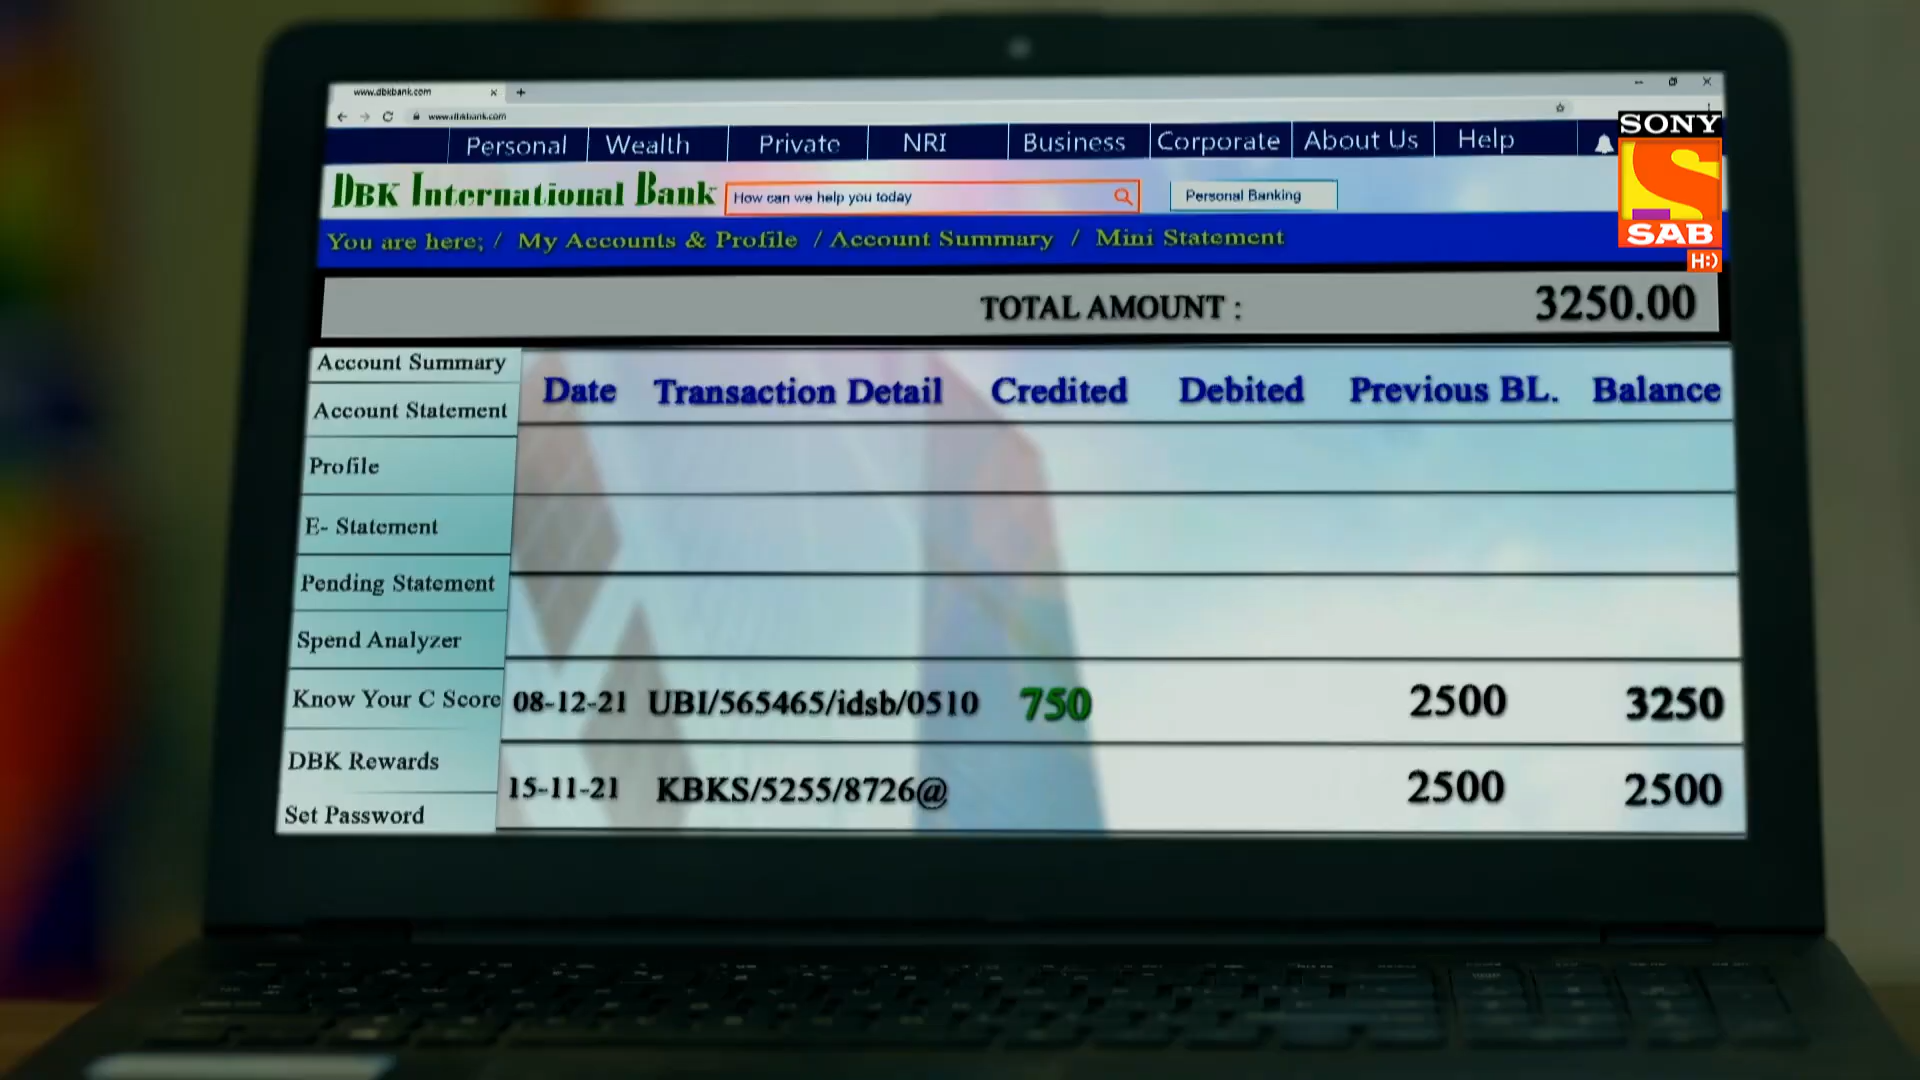 www.dbkbank.com
www.dbkbank.com
Personal Wealth Private NRI Business Corporate About Us Help
SONY
SAB
H:)
DBK International Bank How can we help you today Personal Banking
You are here; / My Accounts & Profile / Account Summary / Mini Statement
TOTAL AMOUNT : 3250.00
Account Summary
Account Statement
Profile
E- Statement
Pending Statement
Spend Analyzer
Know Your C Score
DBK Rewards
Set Password
Date Transaction Detail Credited Debited Previous BL. Balance
08-12-21 UBI/565465/idsb/0510 750 2500 3250
15-11-21 KBKS/5255/8726@ 2500 2500